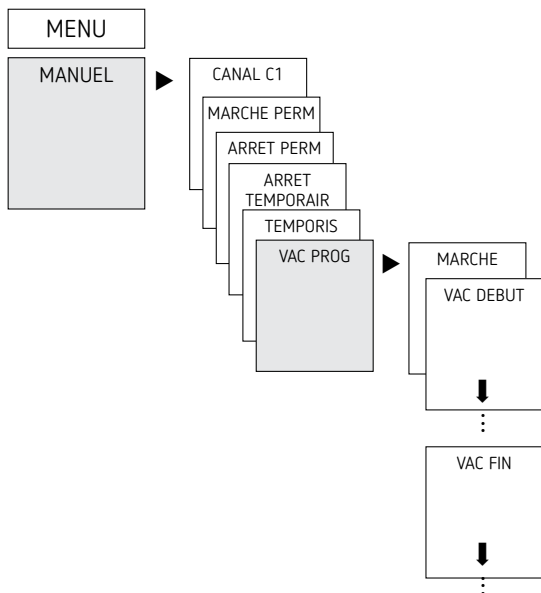 MENU
MANUEL
CANAL C1
MARCHE PERM
ARRET PERM
ARRET
TEMPORAIR
TEMPORIS
VAC PROG
MARCHE
VAC DEBUT
VAC FIN